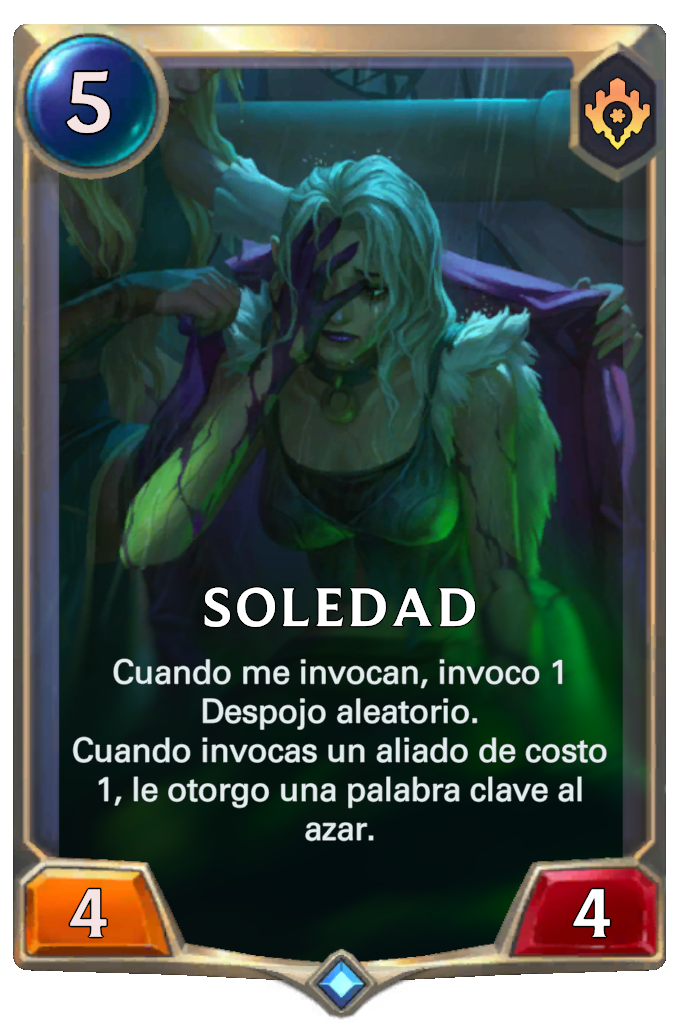 5
SOLEDAD
Cuando me invocan, invoco 1
Despojo aleatorio.
Cuando invocas un aliado de costo
1, le otorgo una palabra clave al
azar.
4
4